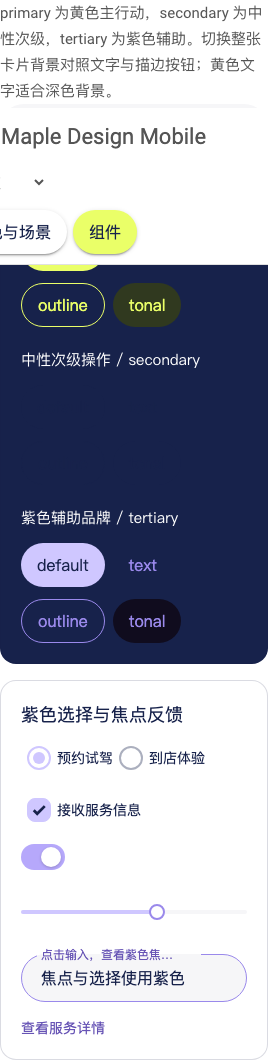 primary 为黄色主行动，secondary 为中
性次级，tertiary 为紫色辅助。切换整张
卡片背景对照文字与描边按钮；黄色文
字适合深色背景。
Maple Design Mobile
与场景 组件
outline tonal
中性次级操作 / secondary
紫色辅助品牌 / tertiary
default text
outline tonal
紫色选择与焦点反馈
预约试驾 到店体验
接收服务信息
点击输入，查看紫色焦…
焦点与选择使用紫色
查看服务详情